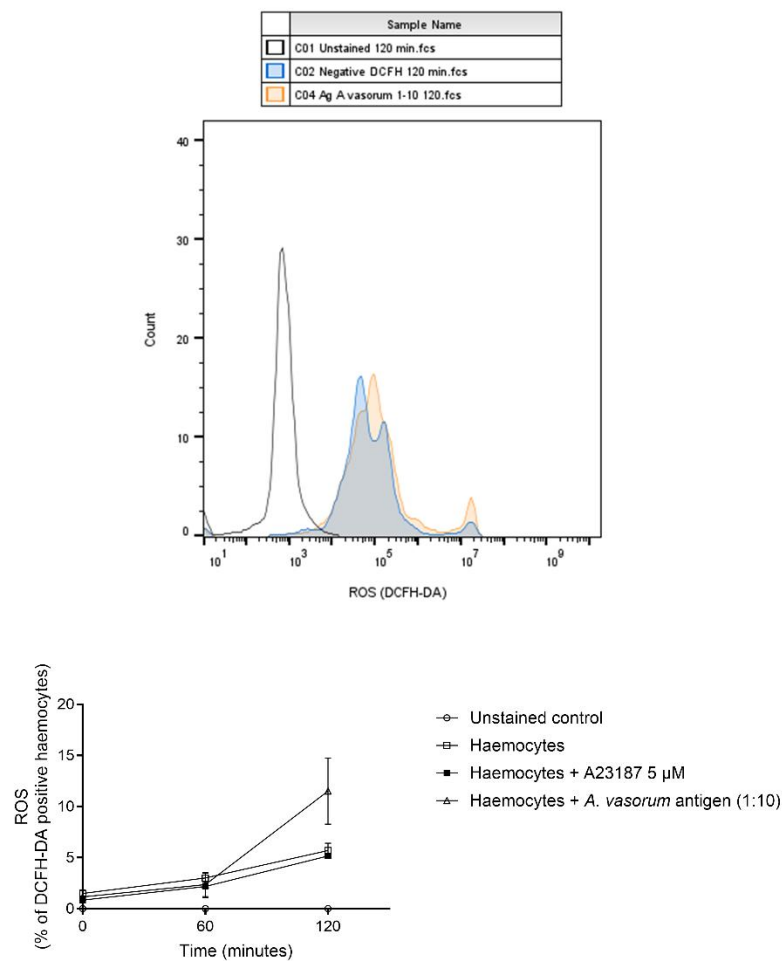 Sample Name
C01 Unstained 120 min.fcs
C02 Negative DCFH 120 min.fcs
C04 Ag A vasorum 1-10 120.fcs
40
30
20
10
0
Count
10^1 10^3 10^5 10^7 10^9
ROS (DCFH-DA)
ROS
(% of DCFH-DA positive haemocytes)
20
15
10
5
0
0 60 120
Time (minutes)
Unstained control
Haemocytes
Haemocytes + A23187 5 µM
Haemocytes + A. vasorum antigen (1:10)